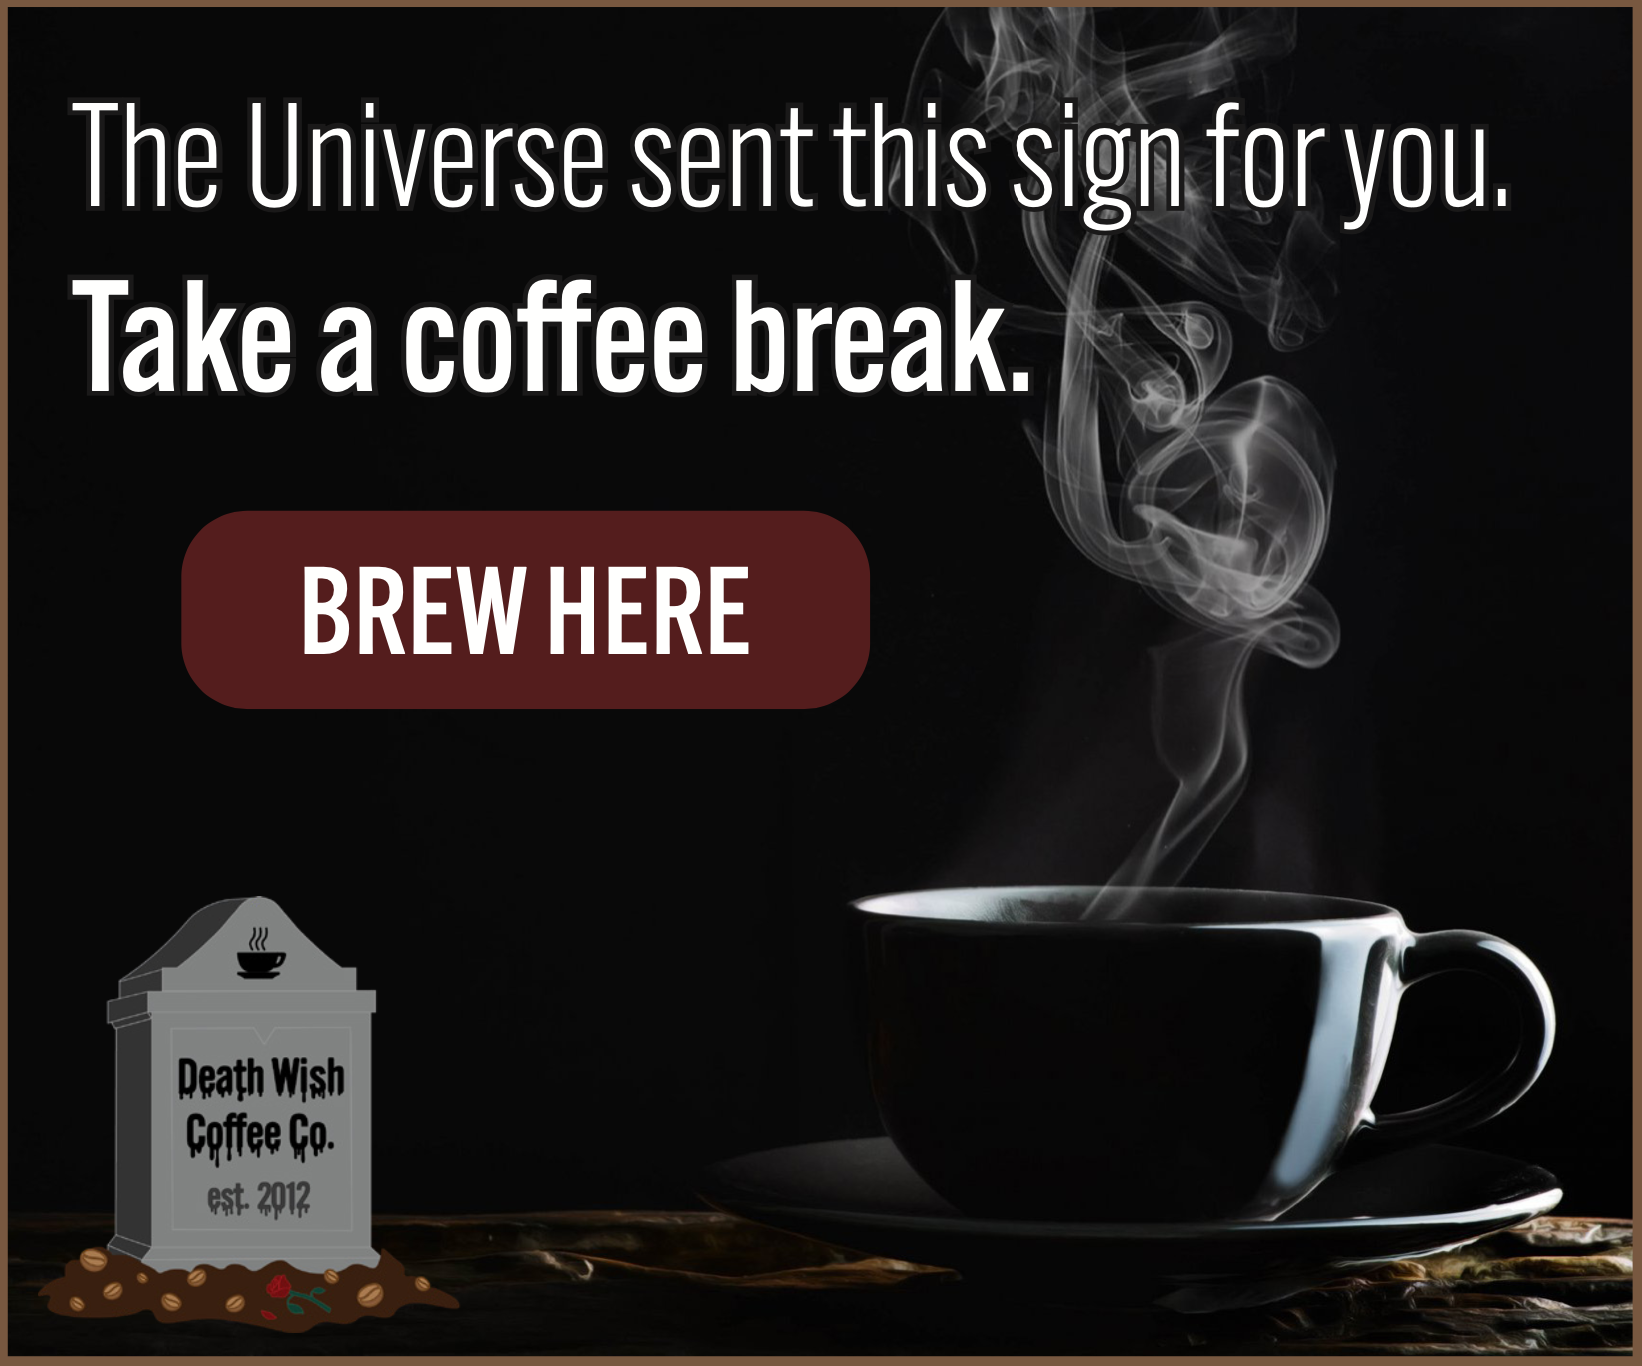 The Universe sent this sign for you.
Take a coffee break.
BREW HERE
Death Wish
Coffee Co.
est. 2012